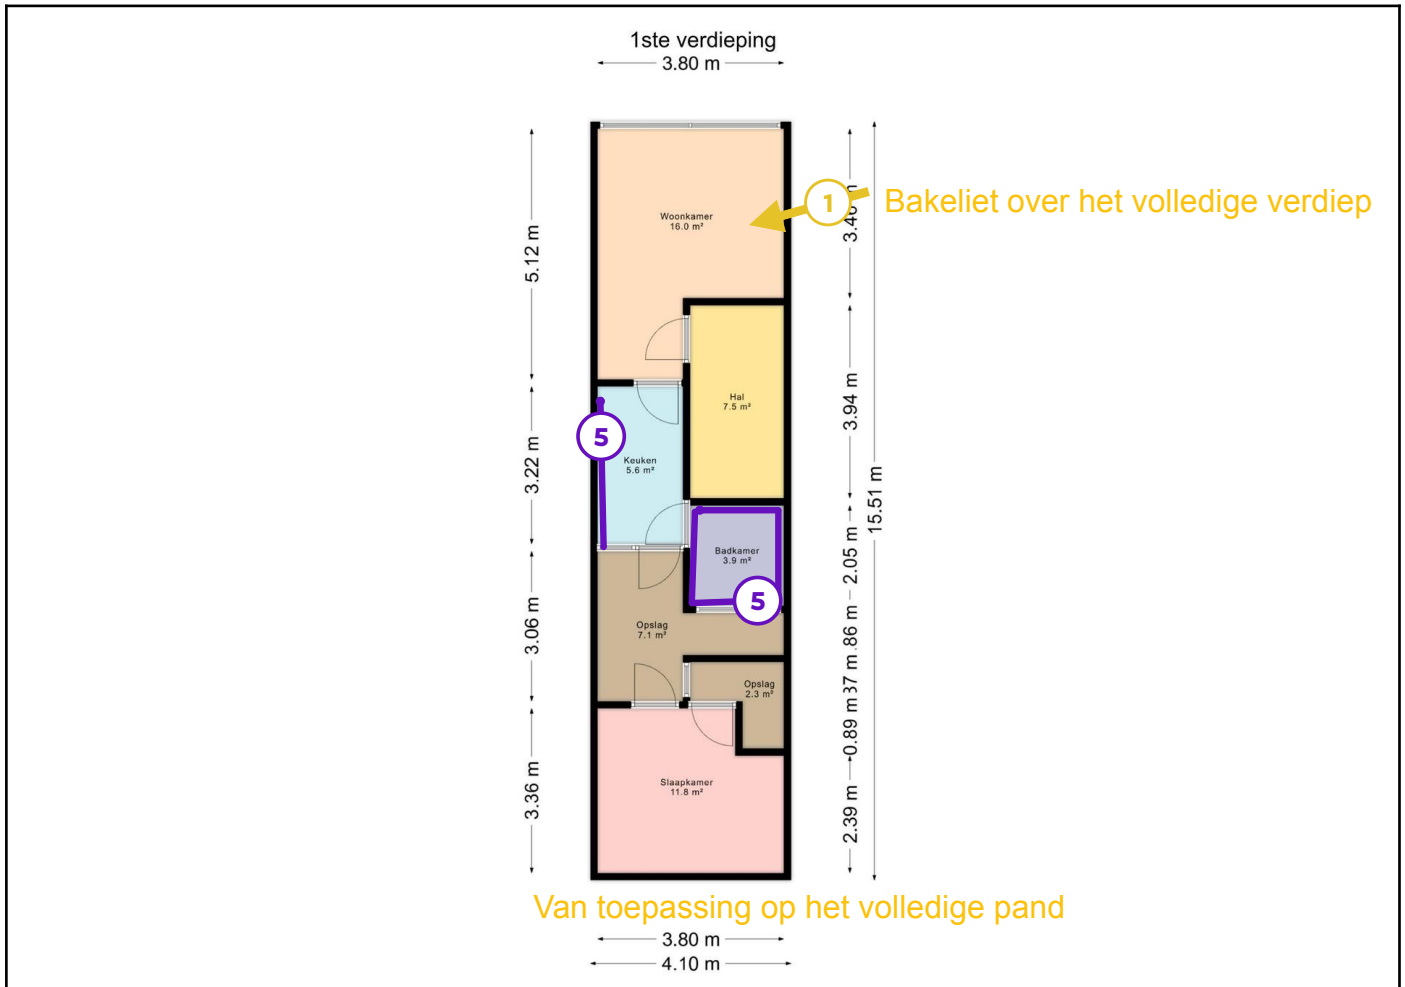 1ste verdieping
3.80 m
1
Bakeliet over het volledige verdiep
Woonkamer
16.0 m²
5.12 m
3.94 m
Hal
7.5 m²
5
Keuken
5.6 m²
3.22 m
15.51 m
Badkamer
3.9 m²
2.05 m
5
Opslag
7.1 m²
3.06 m
.86 m
37 m
Opslag
2.3 m²
0.89 m
Slaapkamer
11.8 m²
3.36 m
2.39 m
Van toepassing op het volledige pand
3.80 m
4.10 m